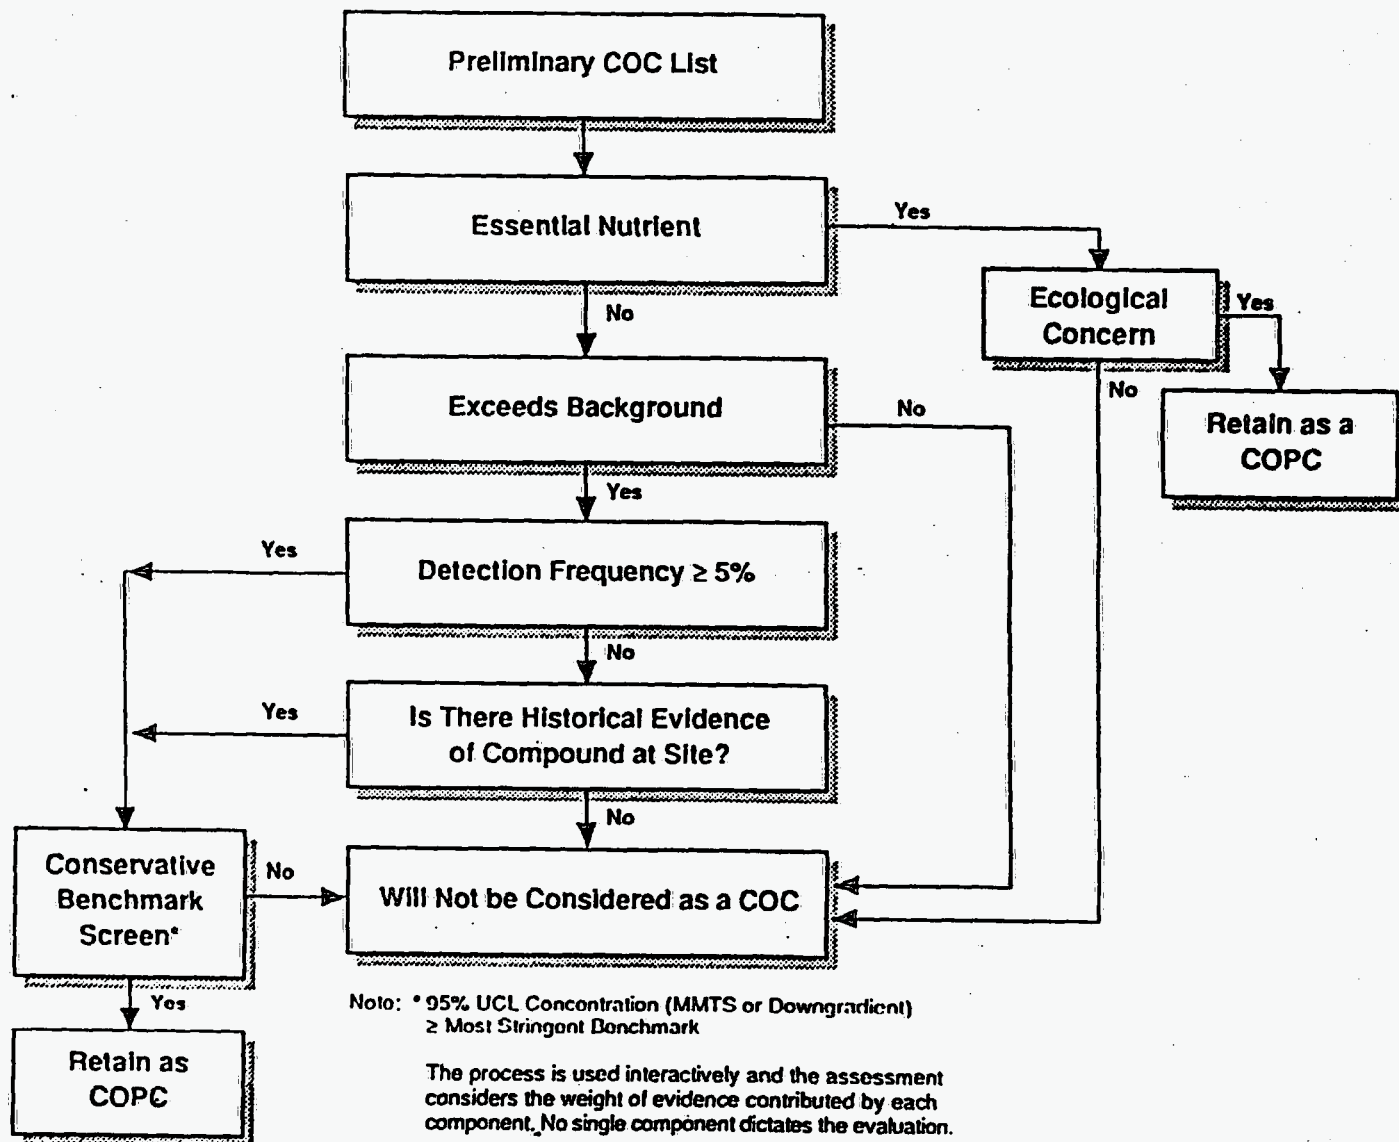 Preliminary COC List
Essential Nutrient
Yes
Ecological
Concern
Yes
No
No
Retain as a
COPC
Exceeds Background
No
Yes
Detection Frequency ≥ 5%
Yes
No
Is There Historical Evidence
of Compound at Site?
Yes
No
Conservative
Benchmark
Screen*
No
Will Not be Considered as a COC
Yes
Retain as
COPC
Note: * 95% UCL Concentration (MMTS or Downgradient)
≥ Most Stringent Benchmark
The process is used interactively and the assessment
considers the weight of evidence contributed by each
component. No single component dictates the evaluation.